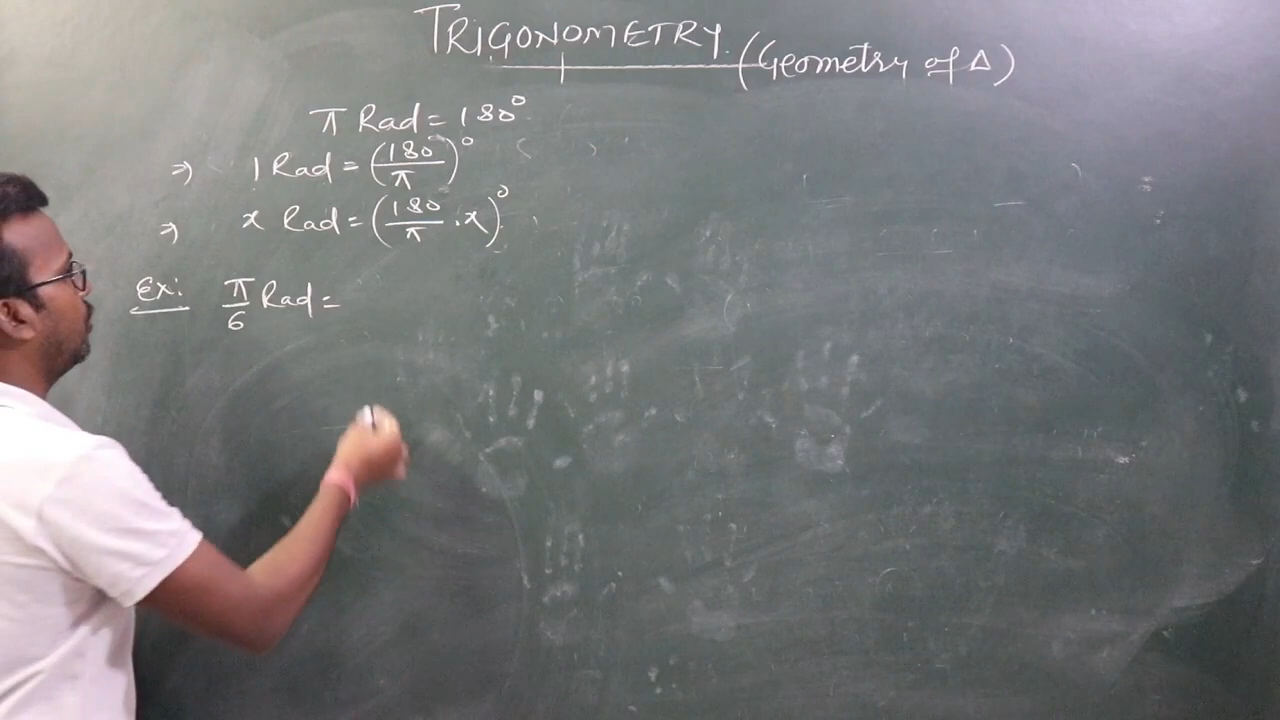 TRIGONOMETRY. (Geometry of Δ)
π Rad = 180°
⇒ 1 Rad = (180/π)°
⇒ x Rad = (180/π . x)°
Ex: π/6 Rad =